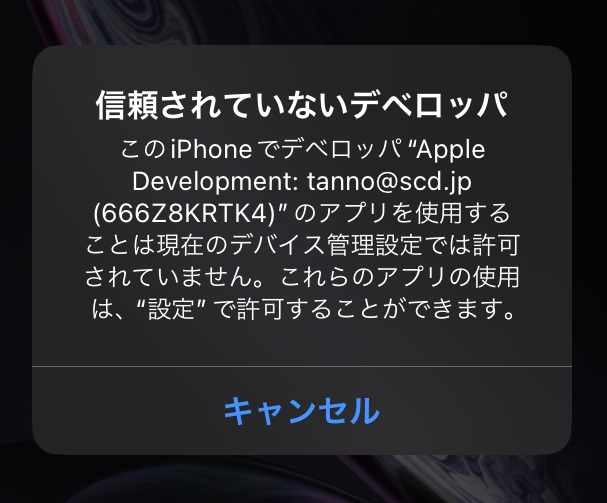 信頼されていないデベロッパ
このiPhoneでデベロッパ“Apple
Development: tanno@scd.jp
(666Z8KRTK4)”のアプリを使用する
ことは現在のデバイス管理設定では許可
されていません。これらのアプリの使用
は、“設定”で許可することができます。
キャンセル